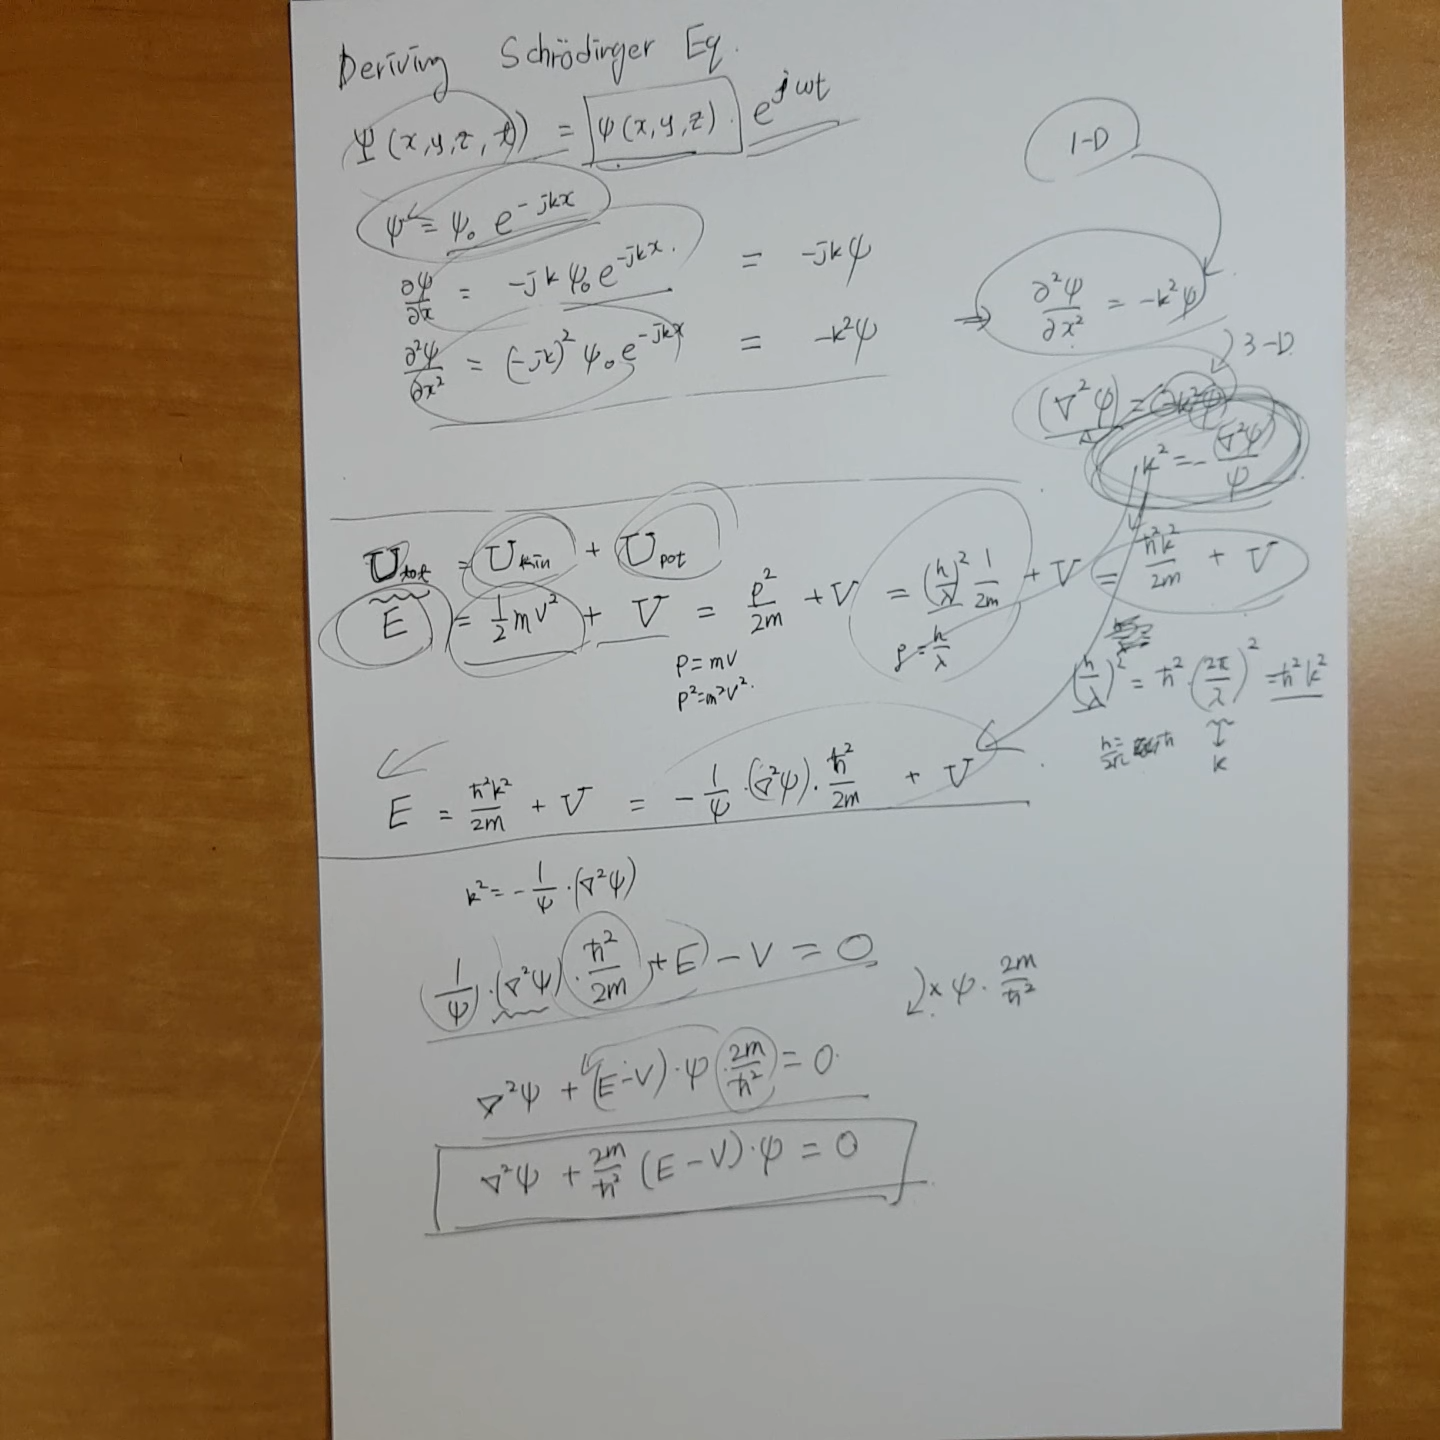 Deriving Schrödinger Eq.
Ψ(x,y,z,t) = ψ(x,y,z) · e^{jωt}
1-D
ψ = ψ₀ e^{-jkx}
∂ψ/∂x = -jk ψ₀ e^{-jkx} = -jkψ
∂²ψ/∂x² = (-jk)² ψ₀ e^{-jkx} = -k²ψ
⇒ ∂²ψ/∂x² = -k²ψ
3-D
(∇²ψ) = -k²ψ
k² = - ∇²ψ/ψ
U_tot = U_kin + U_pot
E = 1/2 mv² + V = p²/2m + V = (h/λ)² 1/2m + V = ħ²k²/2m + V
p = mv
p² = m²v².
p = h/λ
(h/λ)² = ħ² · (2π/λ)² = ħ²k²
h/2π = ħ
k
E = ħ²k²/2m + V = - 1/ψ · (∇²ψ) · ħ²/2m + V
k² = - 1/ψ · (∇²ψ)
(1/ψ) · (∇²ψ) · ħ²/2m + E) - V = 0
× ψ · 2m/ħ²
∇²ψ + (E-V) · ψ · 2m/ħ² = 0
∇²ψ + 2m/ħ² (E - V) · ψ = 0